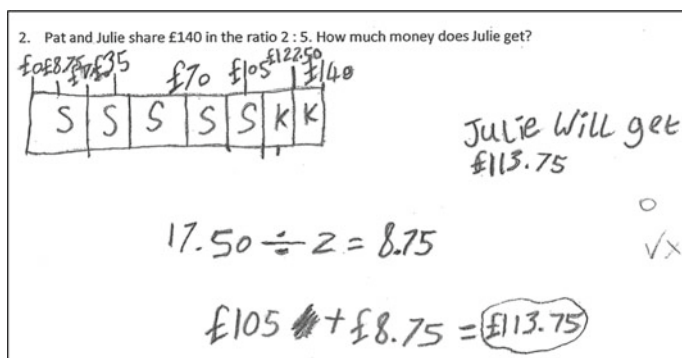 2. Pat and Julie share £140 in the ratio 2 : 5. How much money does Julie get?
£0 £8.75 £35 £70 £105 £122.50 £140
S S S S S K K
Julie Will get
£113.75
17.50 ÷ 2 = 8.75
£105 + £8.75 = £113.75